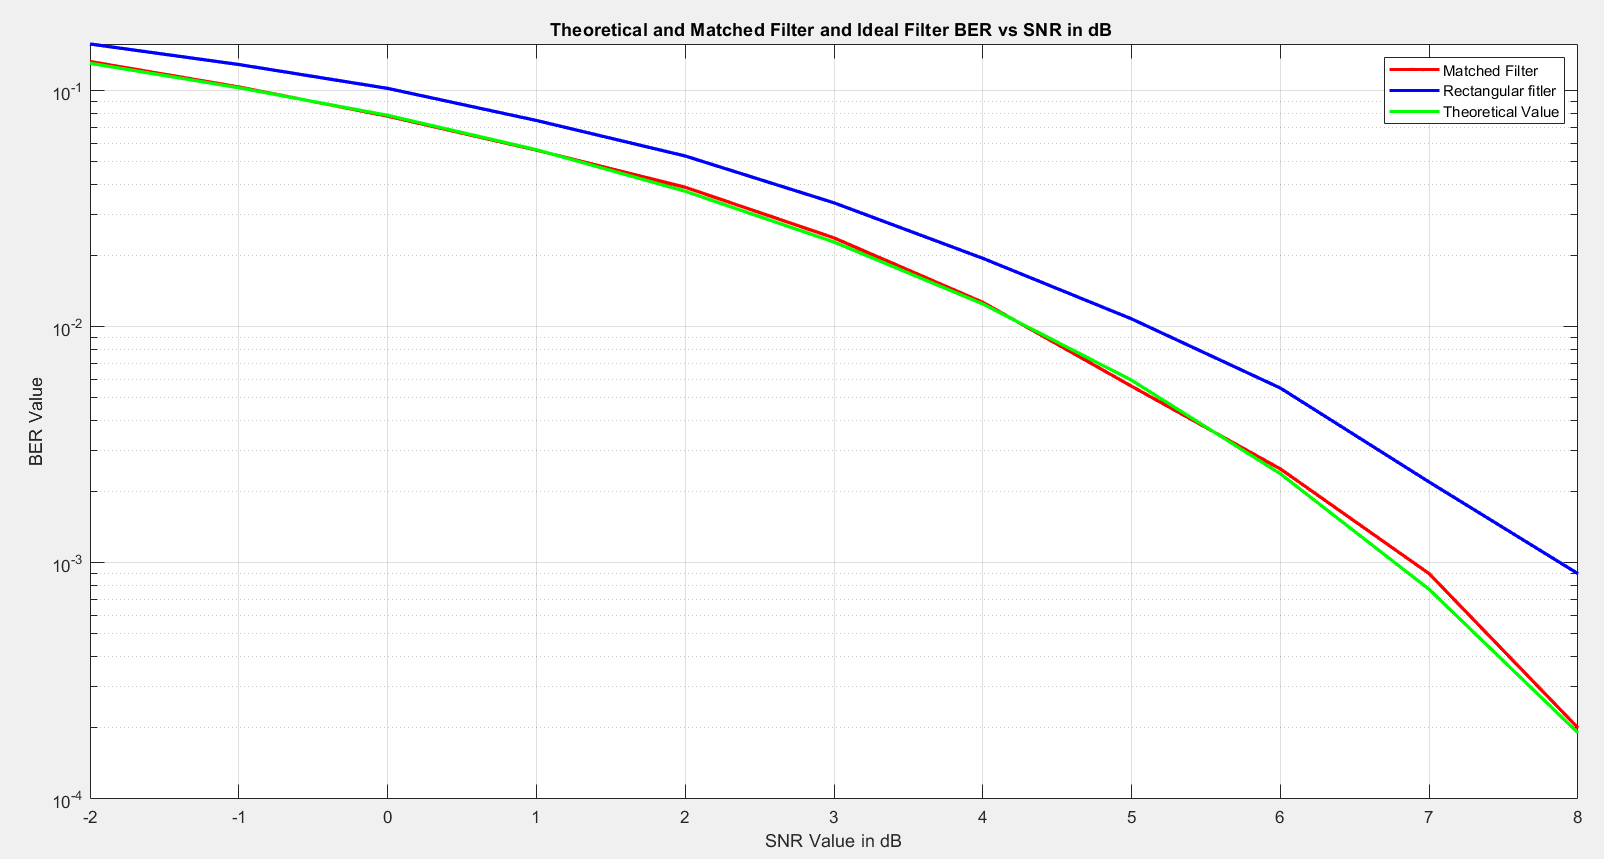 Theoretical and Matched Filter and Ideal Filter BER vs SNR in dB
Matched Filter
Rectangular fitler
Theoretical Value
10-1
10-2
10-3
10-4
BER Value
-2 -1 0 1 2 3 4 5 6 7 8
SNR Value in dB